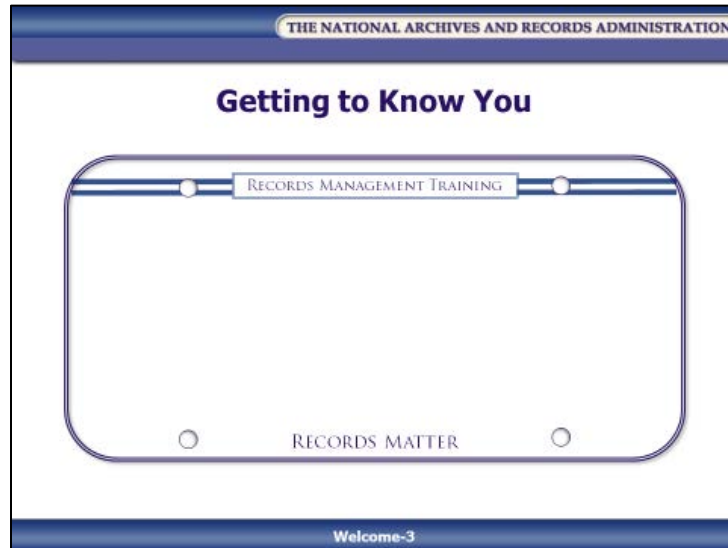 THE NATIONAL ARCHIVES AND RECORDS ADMINISTRATION
Getting to Know You
RECORDS MANAGEMENT TRAINING
RECORDS MATTER
Welcome-3